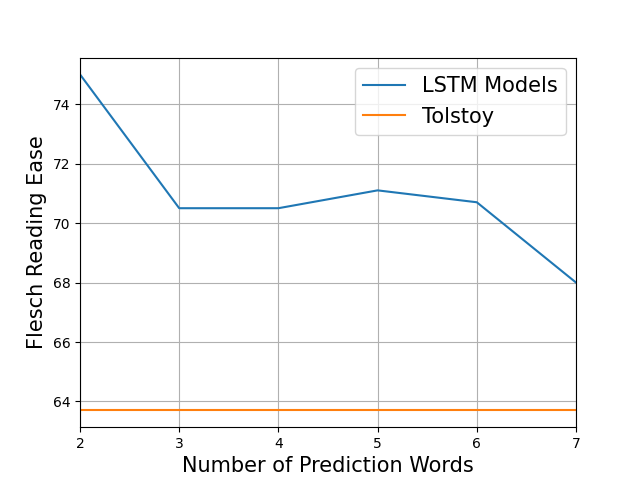 LSTM Models
Tolstoy
74
72
70
68
66
64
Flesch Reading Ease
2 3 4 5 6 7
Number of Prediction Words